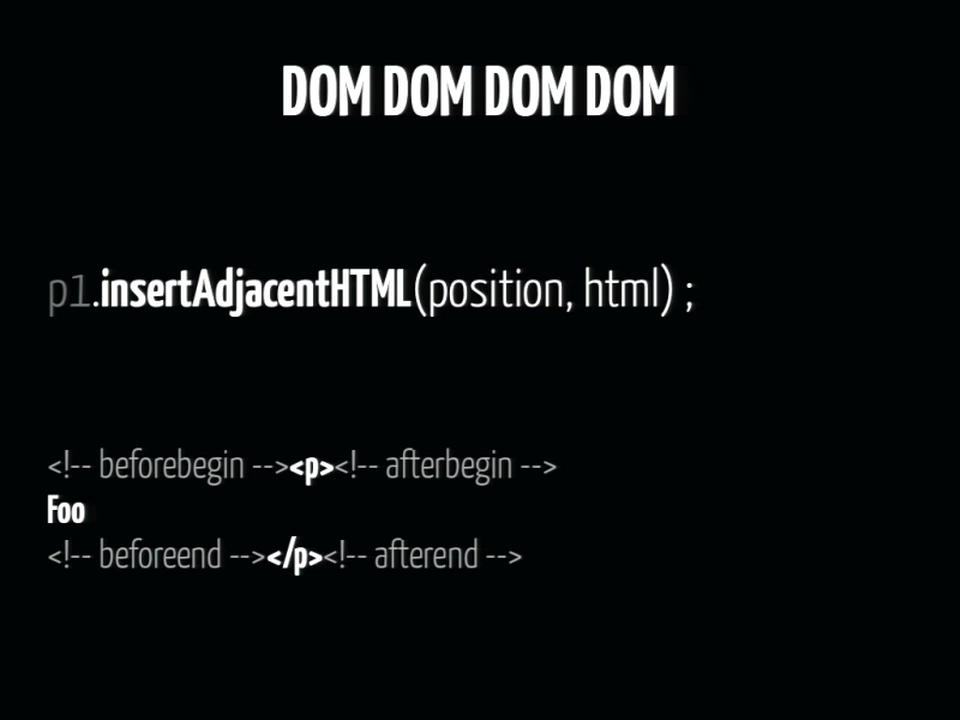 DOM DOM DOM DOM
p1.insertAdjacentHTML(position, html) ;
<!-- beforebegin --><p><!-- afterbegin -->
Foo
<!-- beforeend --></p><!-- afterend -->